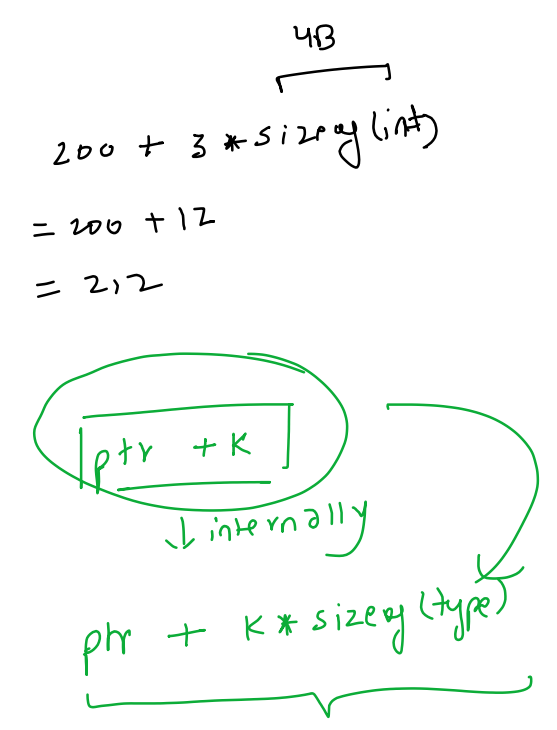 4B
200 + 3 * sizeof(int)
= 200 + 12
= 212
ptr + K
↓ internally
ptr + K * sizeof(type)